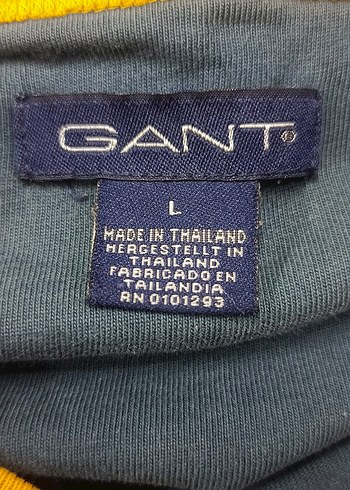 GANT®
L
MADE IN THAILAND
HERGESTELLT IN
THAILAND
FABRICADO EN
TAILANDIA
RN 0101293